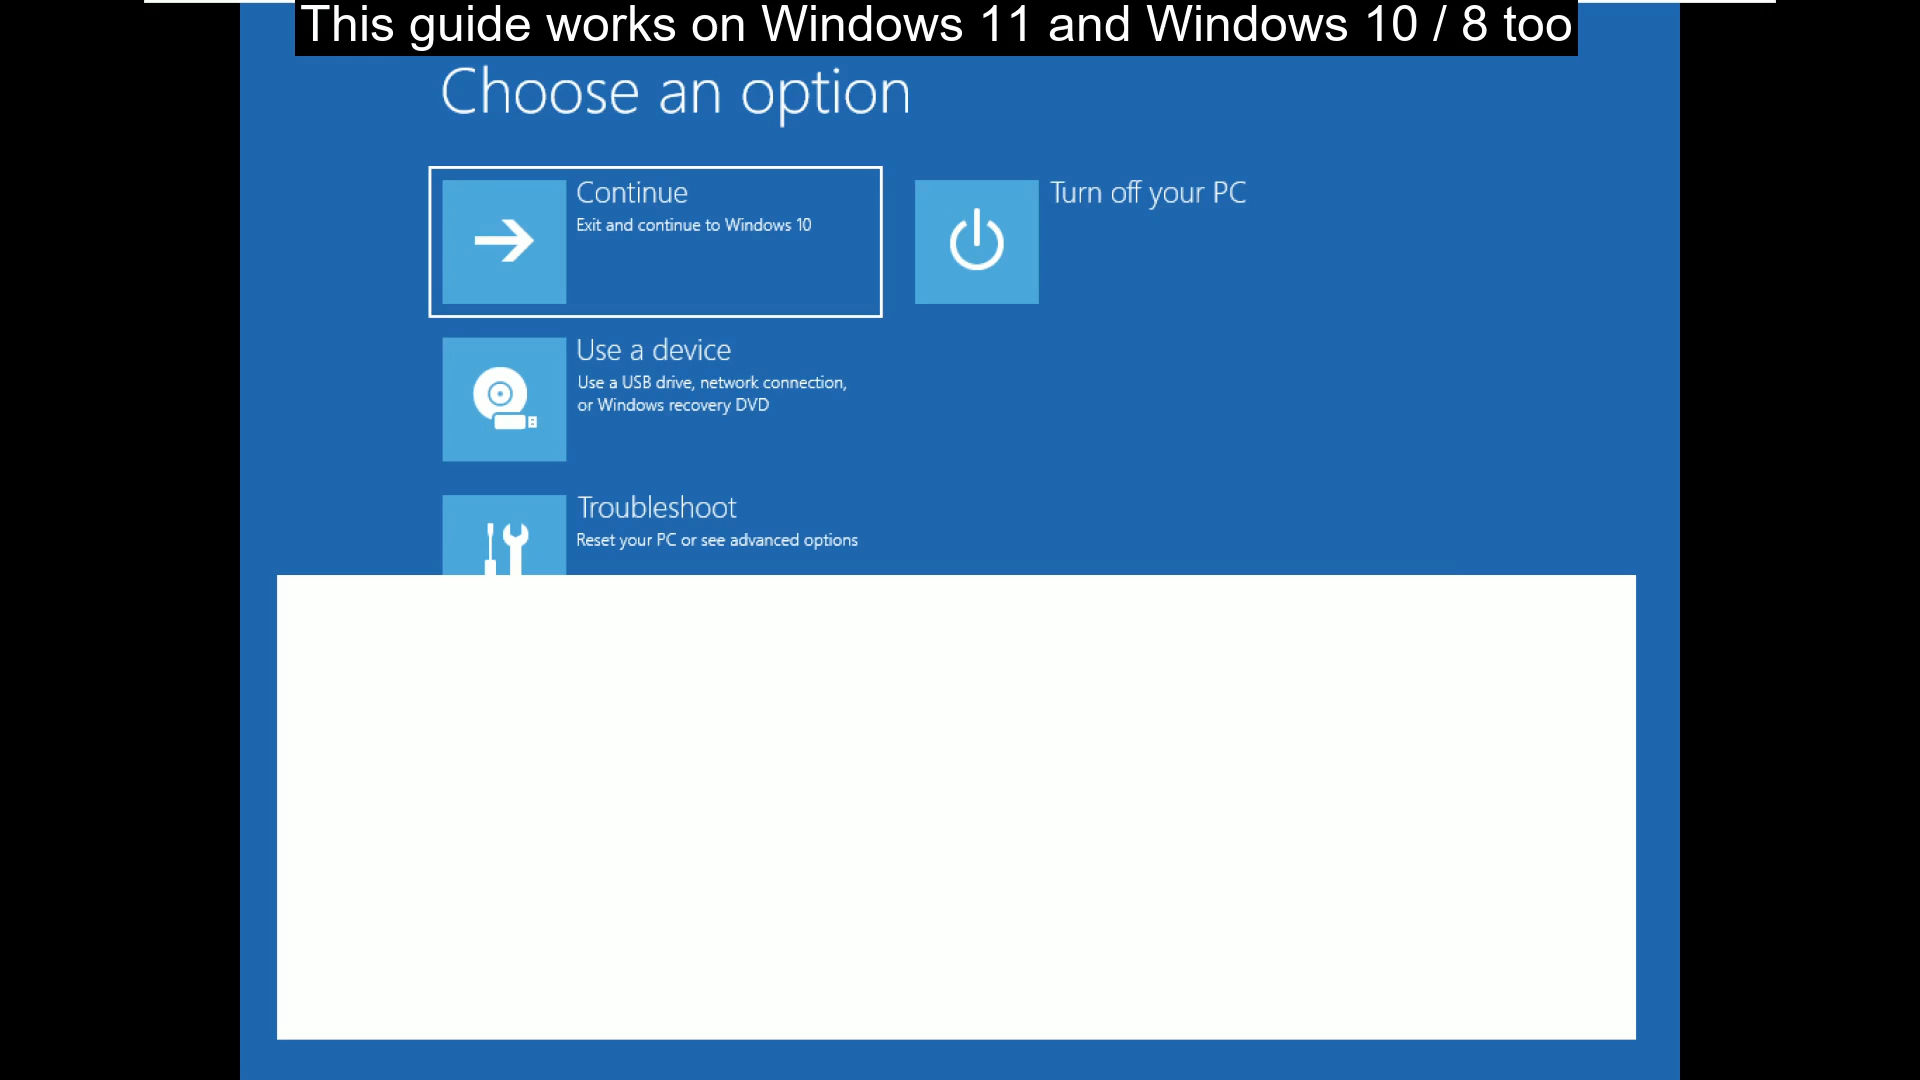 This guide works on Windows 11 and Windows 10 / 8 too
Choose an option
Continue
Exit and continue to Windows 10
Turn off your PC
Use a device
Use a USB drive, network connection,
or Windows recovery DVD
Troubleshoot
Reset your PC or see advanced options